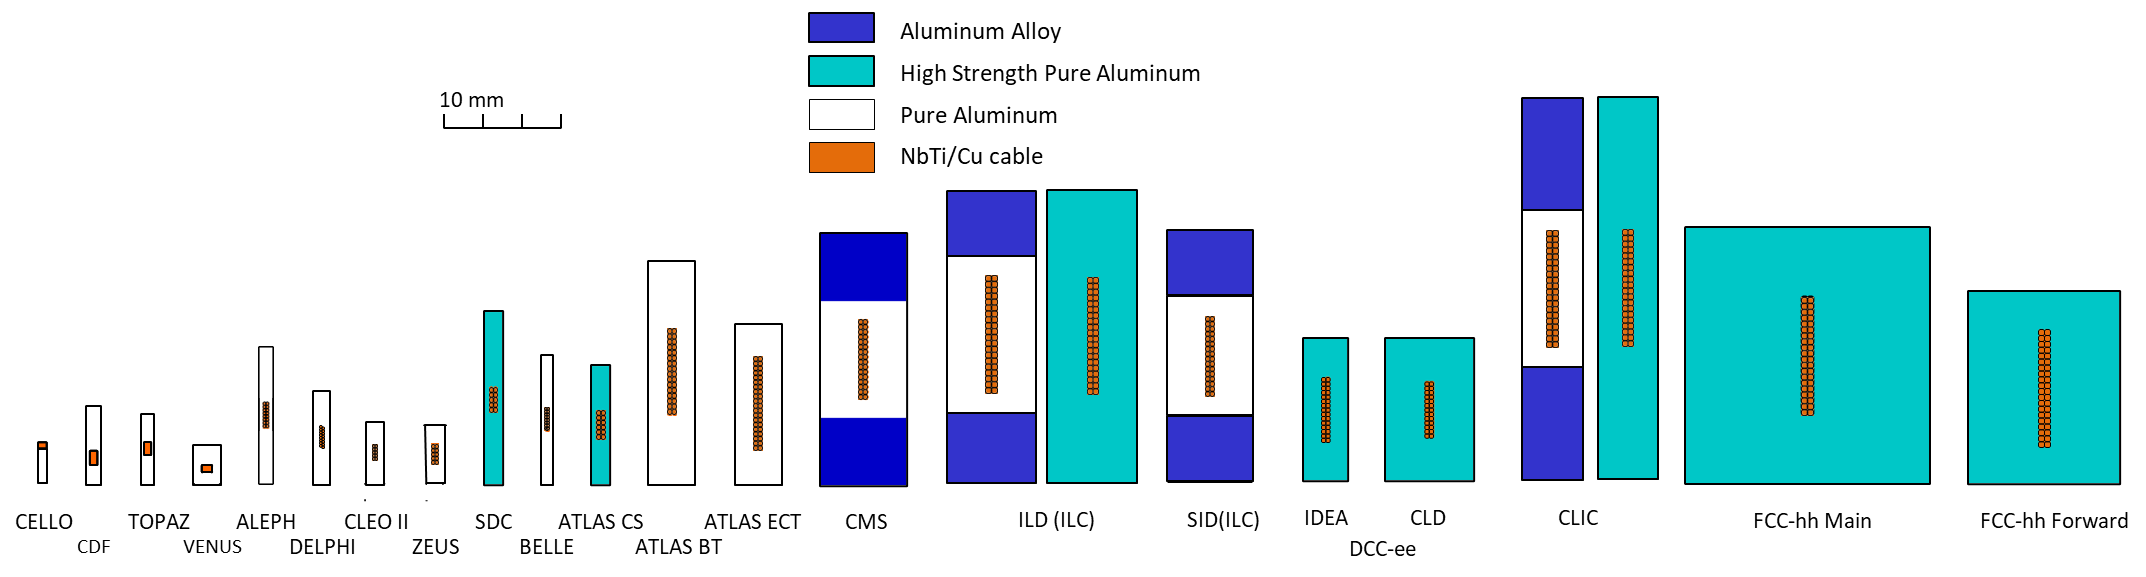 Aluminum Alloy
High Strength Pure Aluminum
10 mm
Pure Aluminum
NbTi/Cu cable
CELLO
CDF
TOPAZ
VENUS
ALEPH
DELPHI
CLEO II
ZEUS
SDC
BELLE
ATLAS CS
ATLAS BT
ATLAS ECT
CMS
ILD (ILC)
SID(ILC)
IDEA
CLD
DCC-ee
CLIC
FCC-hh Main
FCC-hh Forward